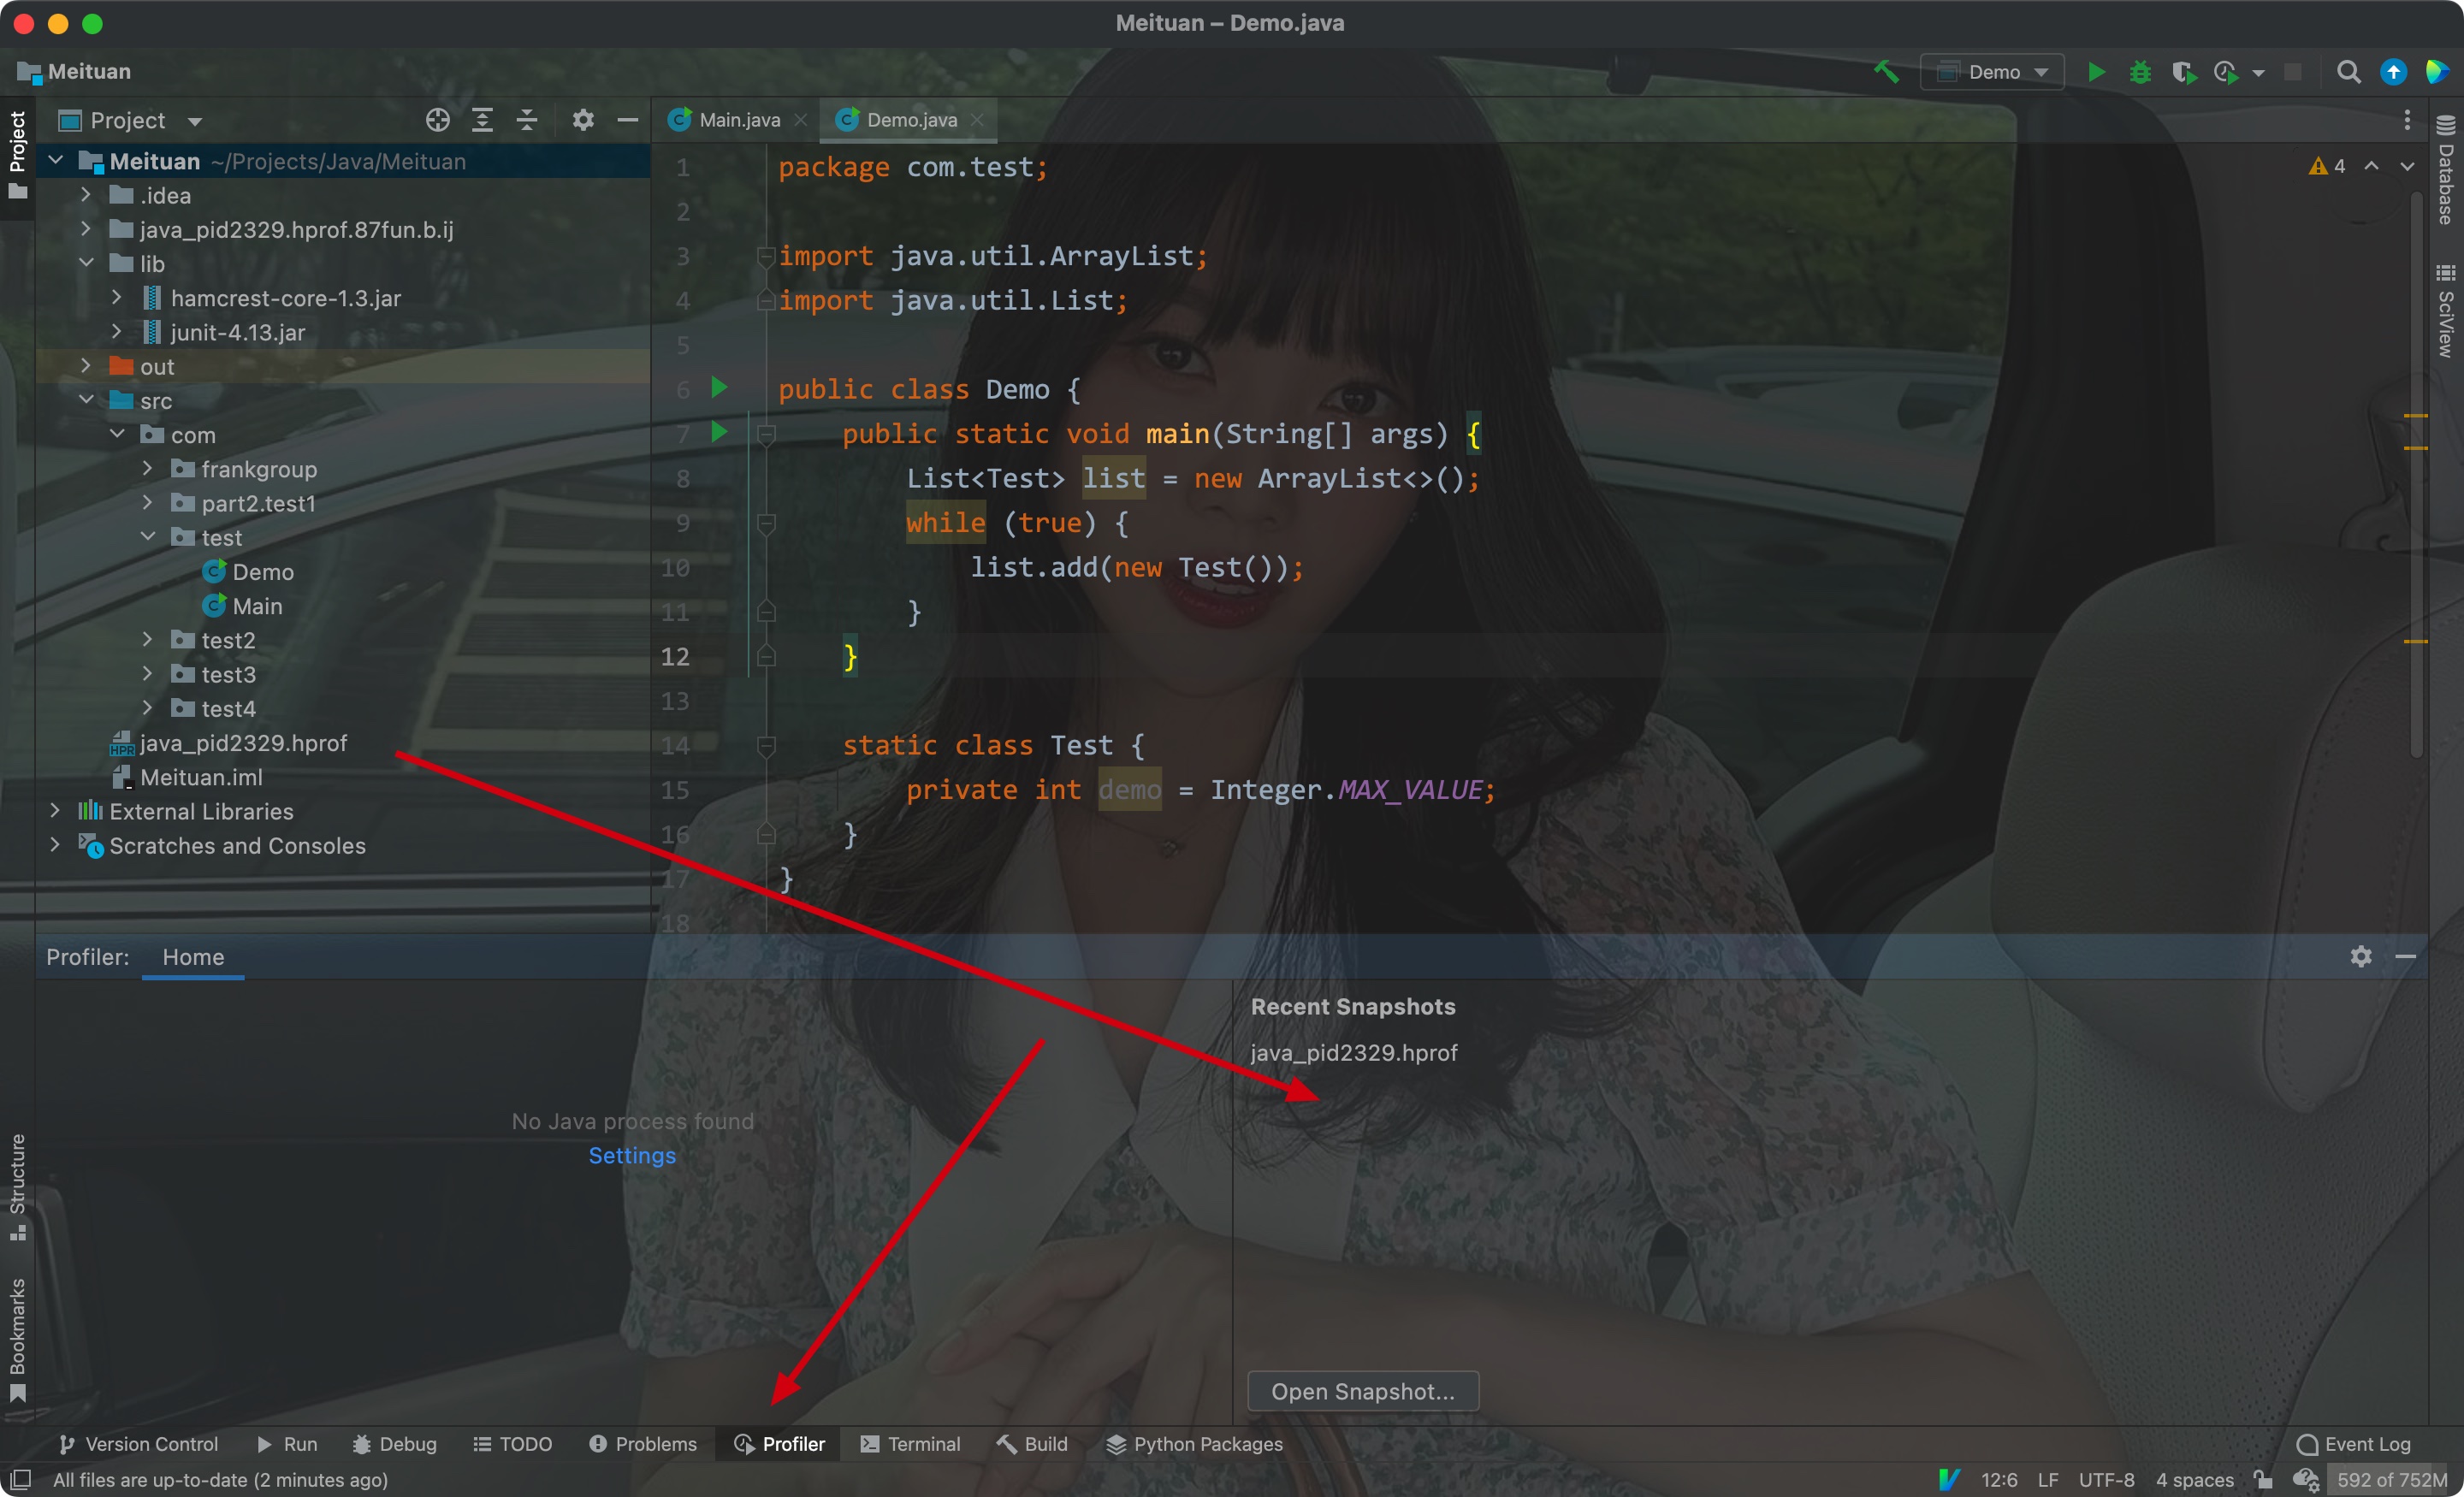 Meituan – Demo.java
Meituan
Demo
Project
Main.java
Demo.java
Project
Meituan ~/Projects/Java/Meituan
.idea
java_pid2329.hprof.87fun.b.ij
lib
hamcrest-core-1.3.jar
junit-4.13.jar
out
src
com
frankgroup
part2.test1
test
Demo
Main
test2
test3
test4
java_pid2329.hprof
Meituan.iml
External Libraries
Scratches and Consoles
1 package com.test;
2
3 import java.util.ArrayList;
4 import java.util.List;
5
6 public class Demo {
7 public static void main(String[] args) {
8 List<Test> list = new ArrayList<>();
9 while (true) {
10 list.add(new Test());
11 }
12 }
13
14 static class Test {
15 private int demo = Integer.MAX_VALUE;
16 }
17 }
18
4
Database
SciView
Profiler: Home
No Java process found
Settings
Recent Snapshots
java_pid2329.hprof
Open Snapshot...
Structure
Bookmarks
Version Control Run Debug TODO Problems Profiler Terminal Build Python Packages Event Log
All files are up-to-date (2 minutes ago) 12:6 LF UTF-8 4 spaces 592 of 752M